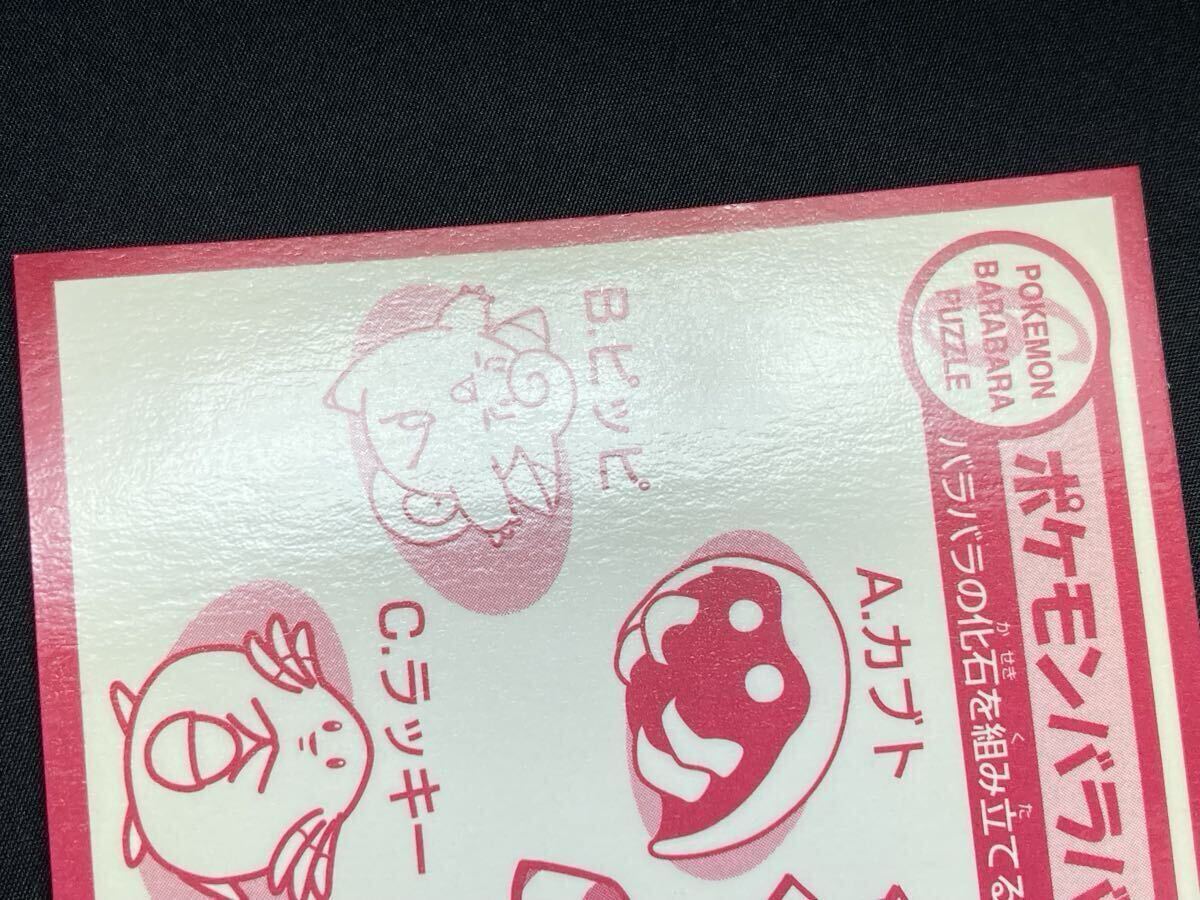 POKEMON
BARABARA
PUZZLE
ポケモンバラバ
バラバラの化石を組み立てる
かせき
く
た
A.カブト
B.ピッピ
C.ラッキー